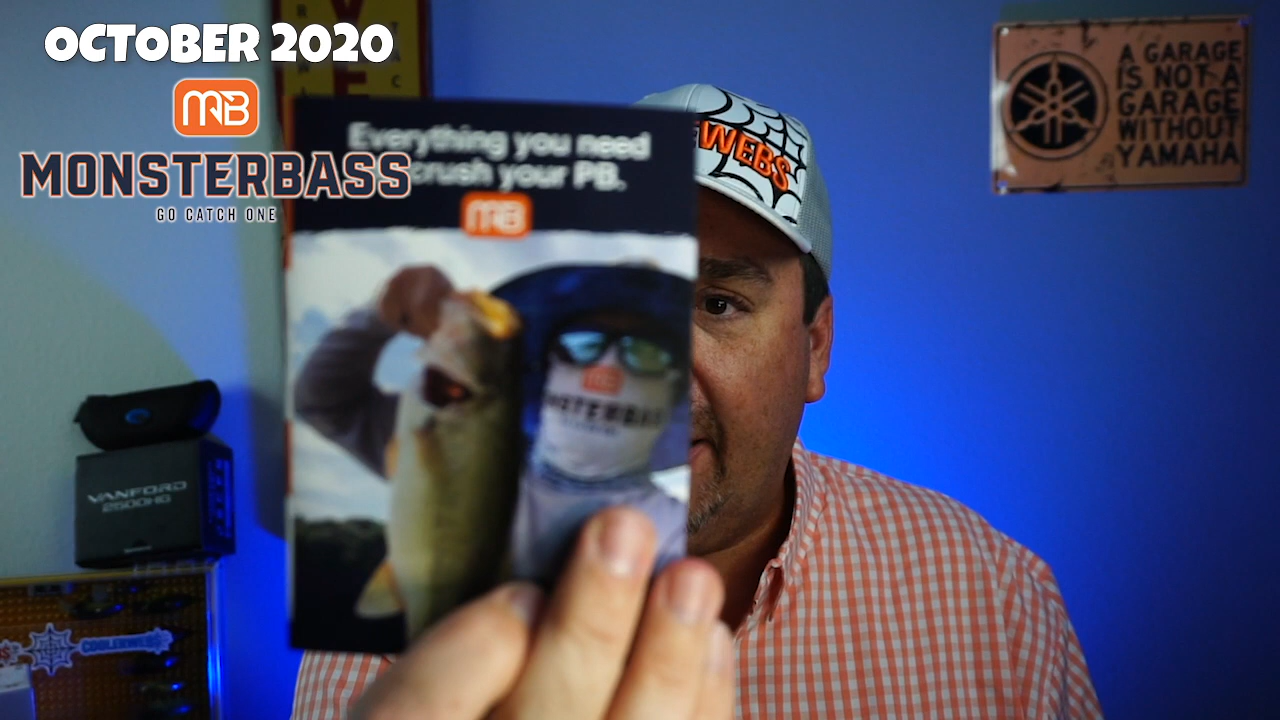 OCTOBER 2020
MB
MONSTERBASS
GO CATCH ONE
Everything you need
crush your PB.
MB
WEBS
A GARAGE
IS NOT A
GARAGE
WITHOUT
YAMAHA
VANFORD
2500HG